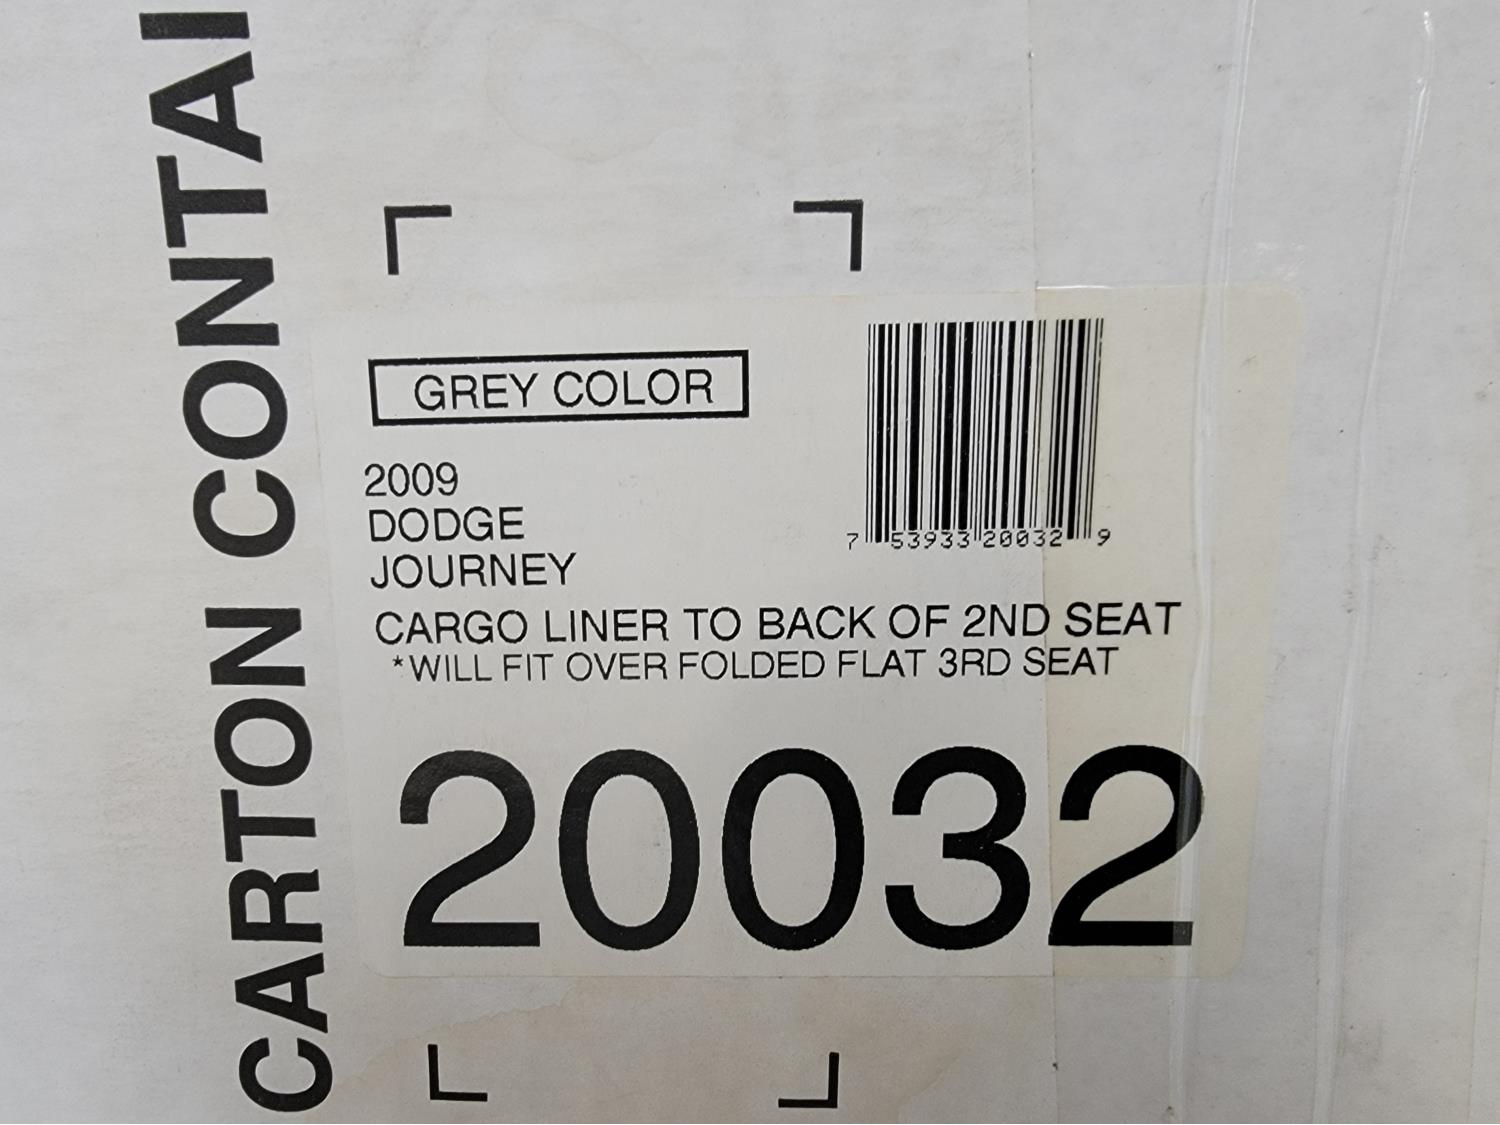 CARTON CONTAI
GREY COLOR
2009
DODGE
JOURNEY
7 53933 20032 9
CARGO LINER TO BACK OF 2ND SEAT
*WILL FIT OVER FOLDED FLAT 3RD SEAT
20032